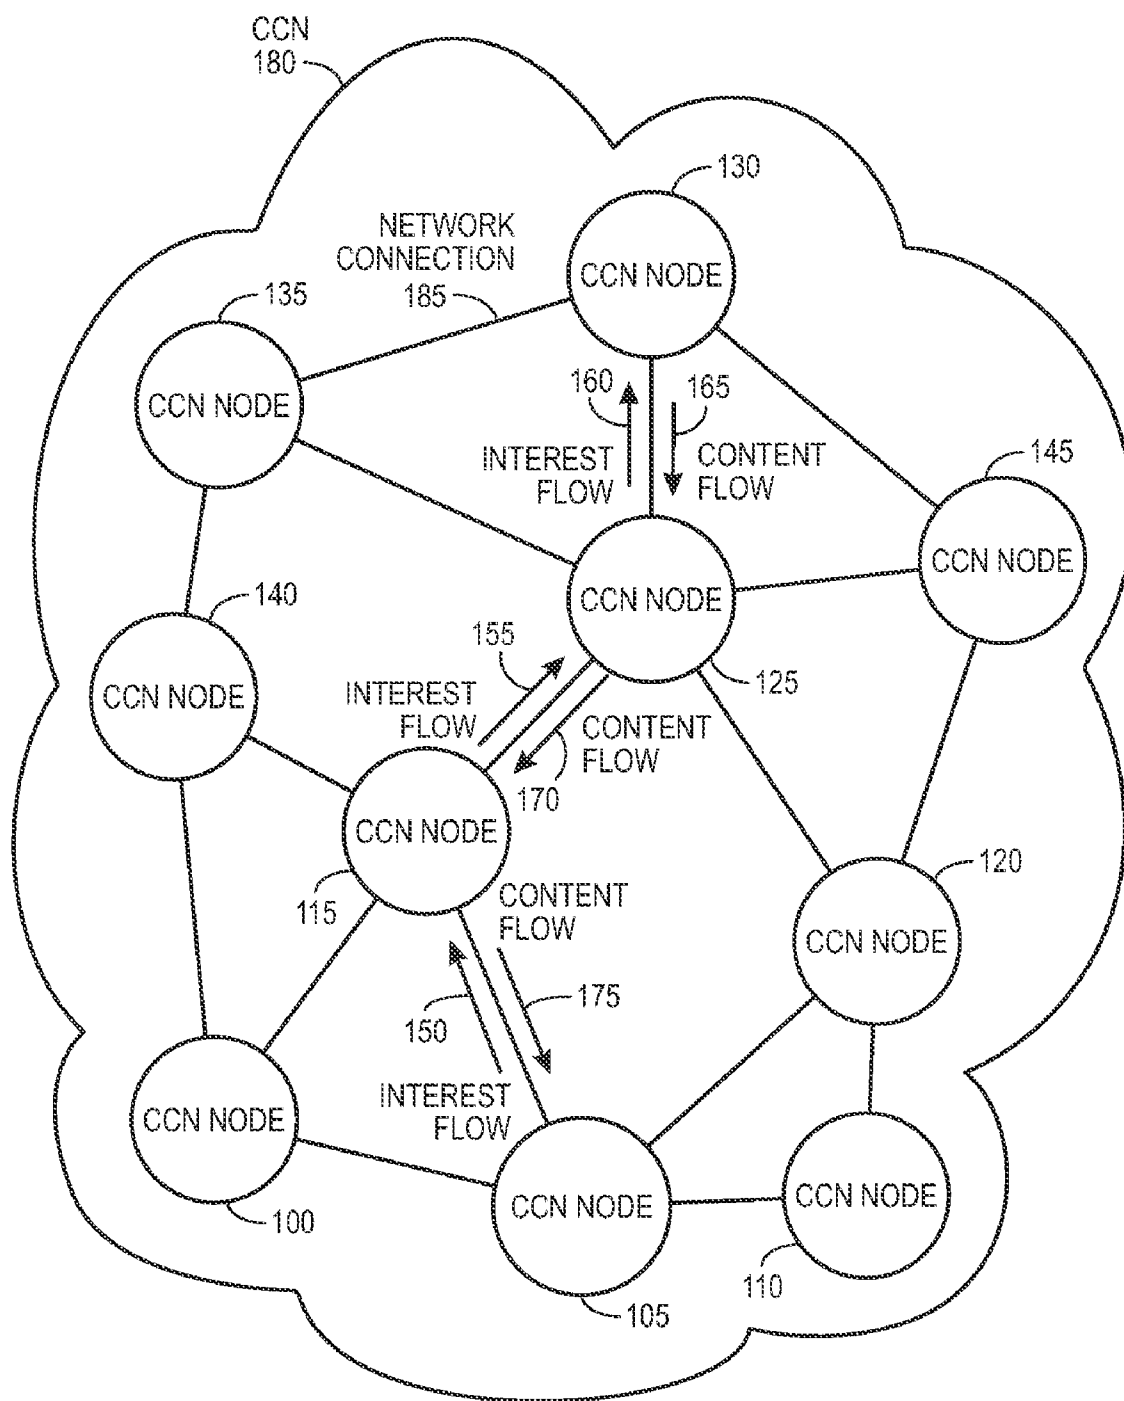 CCN
180
130
NETWORK
CONNECTION
185
CCN NODE
135
CCN NODE
160
165
INTEREST
FLOW
CONTENT
FLOW
145
CCN NODE
CCN NODE
140
155
125
CCN NODE
INTEREST
FLOW
CONTENT
FLOW
170
CCN NODE
120
115
CONTENT
FLOW
CCN NODE
150
175
INTEREST
FLOW
CCN NODE
CCN NODE
CCN NODE
100
110
105